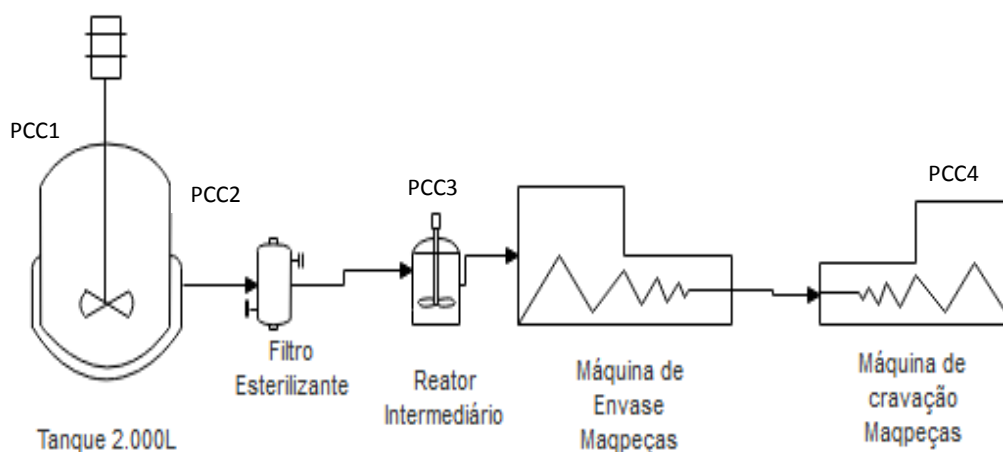 PCC1
PCC2
PCC3
PCC4
Tanque 2.000L
Filtro
Esterilizante
Reator
Intermediário
Máquina de
Envase
Maqpeças
Máquina de
cravação
Maqpeças